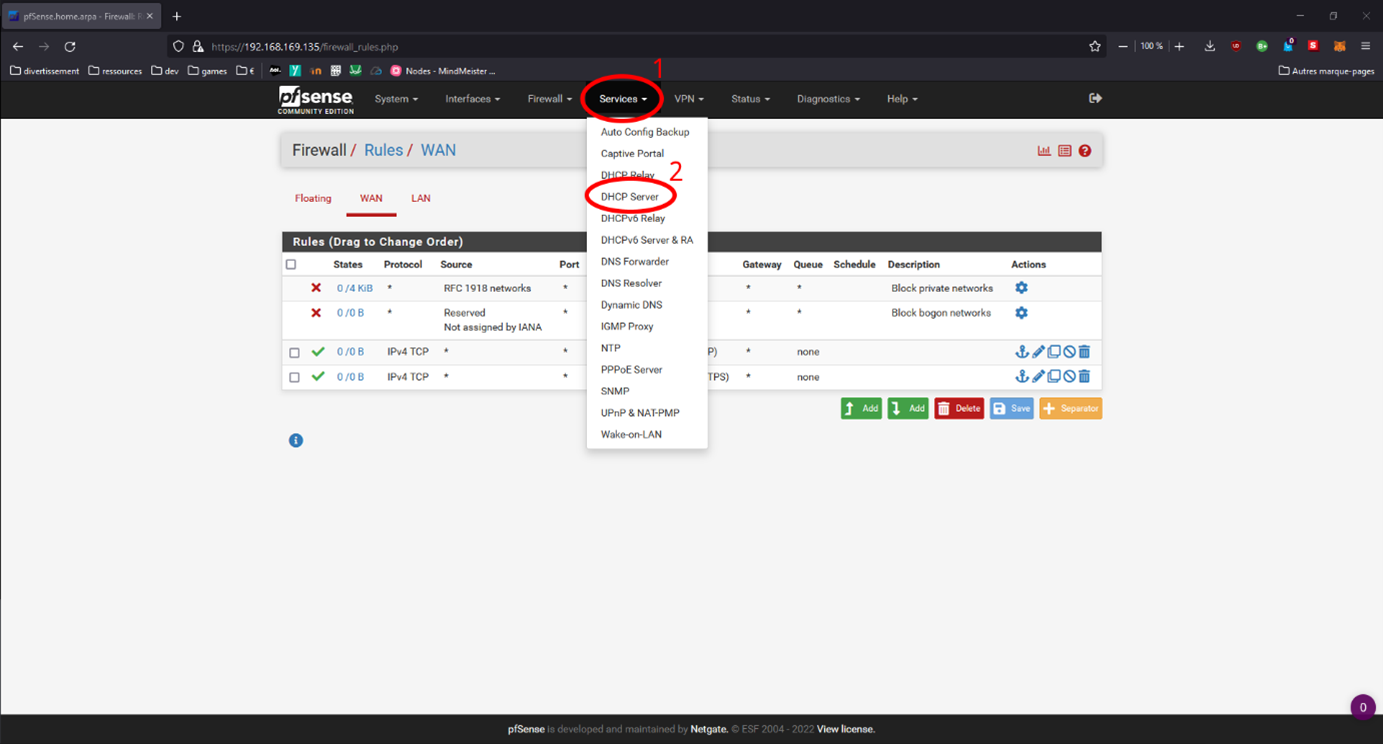 pfSense.home.arpa - Firewall: R
https://192.168.169.135/firewall_rules.php
100 %
0
divertissement ressources dev games € Nodes - MindMeister ... Autres marque-pages
1
pfsense
COMMUNITY EDITION
System Interfaces Firewall Services VPN Status Diagnostics Help
Auto Config Backup
Captive Portal
DHCP Relay
2
DHCP Server
DHCPv6 Relay
DHCPv6 Server & RA
DNS Forwarder
DNS Resolver
Dynamic DNS
IGMP Proxy
NTP
PPPoE Server
SNMP
UPnP & NAT-PMP
Wake-on-LAN
Firewall / Rules / WAN
Floating WAN LAN
Rules (Drag to Change Order)
States Protocol Source Port Gateway Queue Schedule Description Actions
0 /4 KiB * RFC 1918 networks * * * Block private networks
0 /0 B * Reserved * * * Block bogon networks
Not assigned by IANA
0 /0 B IPv4 TCP * * P) * none
0 /0 B IPv4 TCP * * TPS) * none
Add Add Delete Save Separator
0
pfSense is developed and maintained by Netgate. © ESF 2004 - 2022 View license.